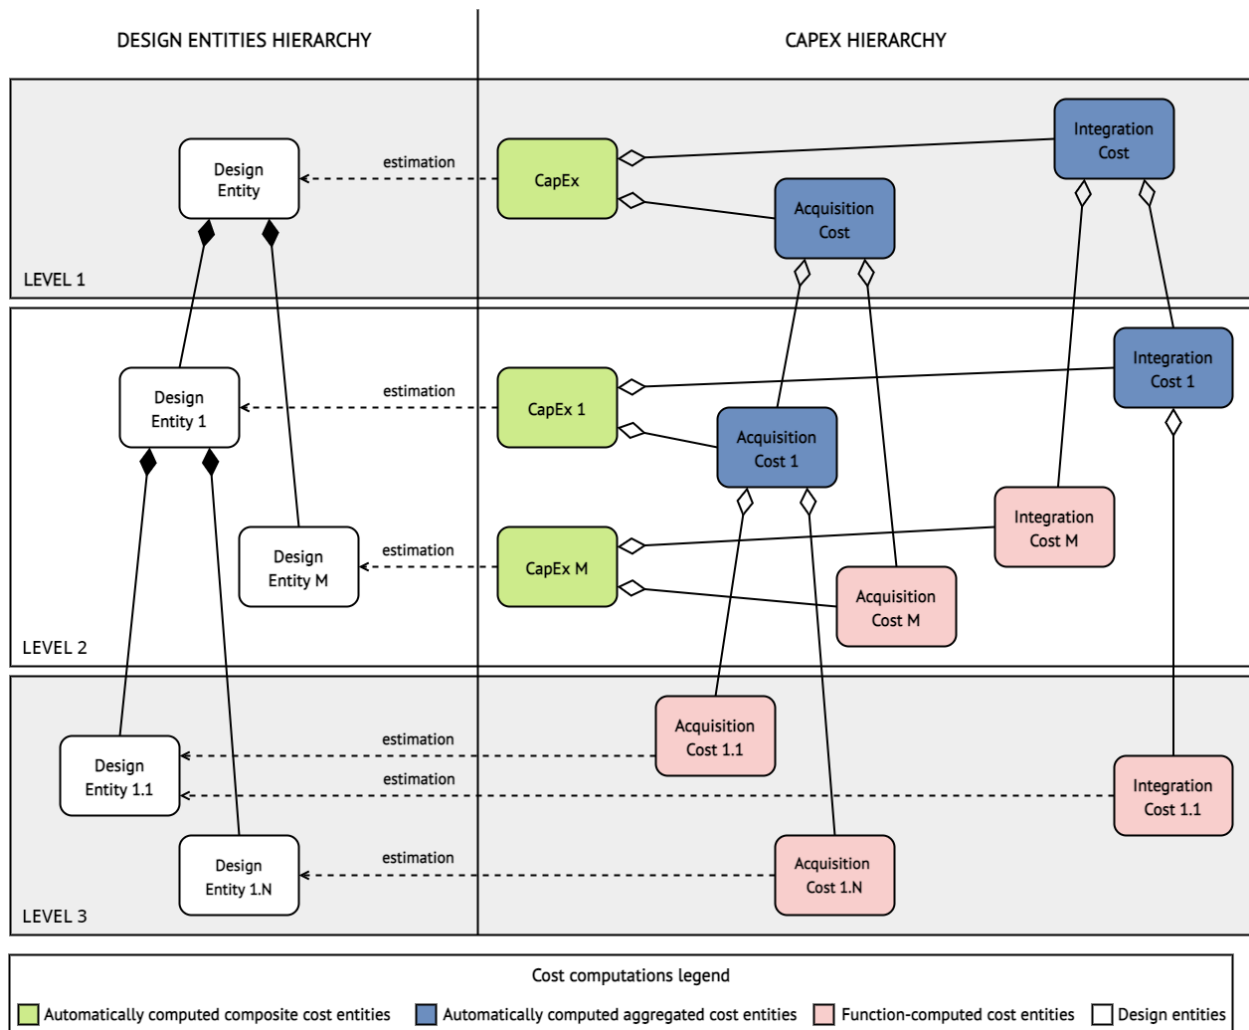 DESIGN ENTITIES HIERARCHY
CAPEX HIERARCHY
Integration
Cost
Design
Entity
estimation
CapEx
Acquisition
Cost
LEVEL 1
Integration
Cost 1
Design
Entity 1
estimation
CapEx 1
Acquisition
Cost 1
Integration
Cost M
Design
Entity M
estimation
CapEx M
Acquisition
Cost M
LEVEL 2
Acquisition
Cost 1.1
estimation
Design
Entity 1.1
estimation
Integration
Cost 1.1
Design
Entity 1.N
estimation
Acquisition
Cost 1.N
LEVEL 3
Cost computations legend
Automatically computed composite cost entities
Automatically computed aggregated cost entities
Function-computed cost entities
Design entities